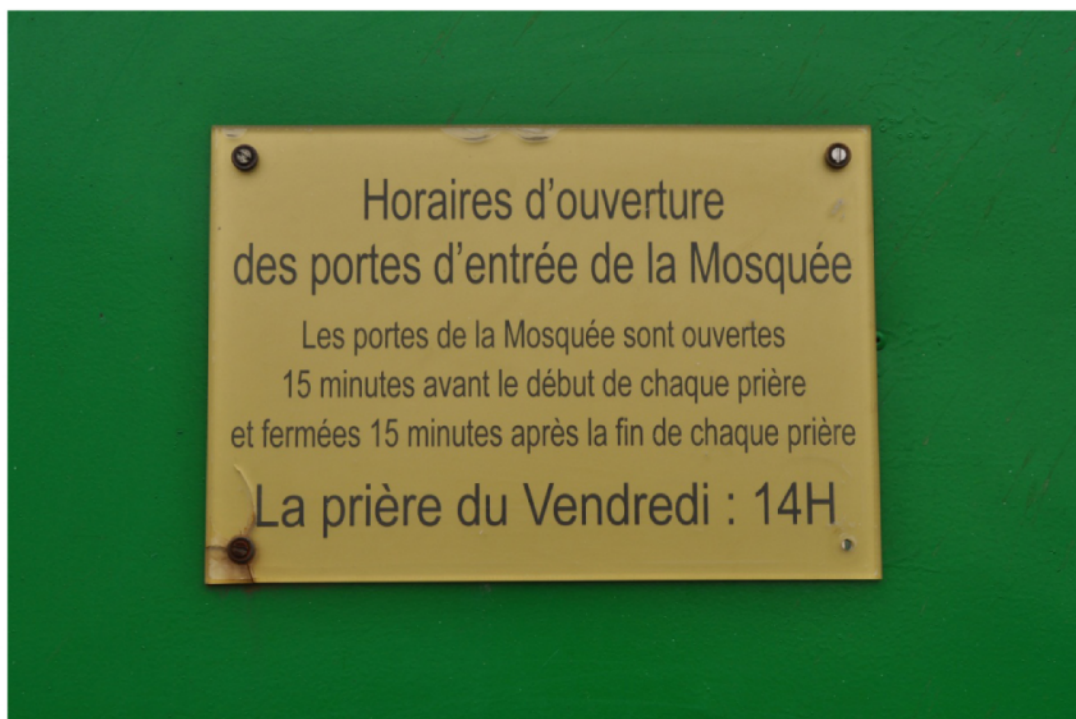 Horaires d'ouverture
des portes d'entrée de la Mosquée
Les portes de la Mosquée sont ouvertes
15 minutes avant le début de chaque prière
et fermées 15 minutes après la fin de chaque prière
La prière du Vendredi : 14H